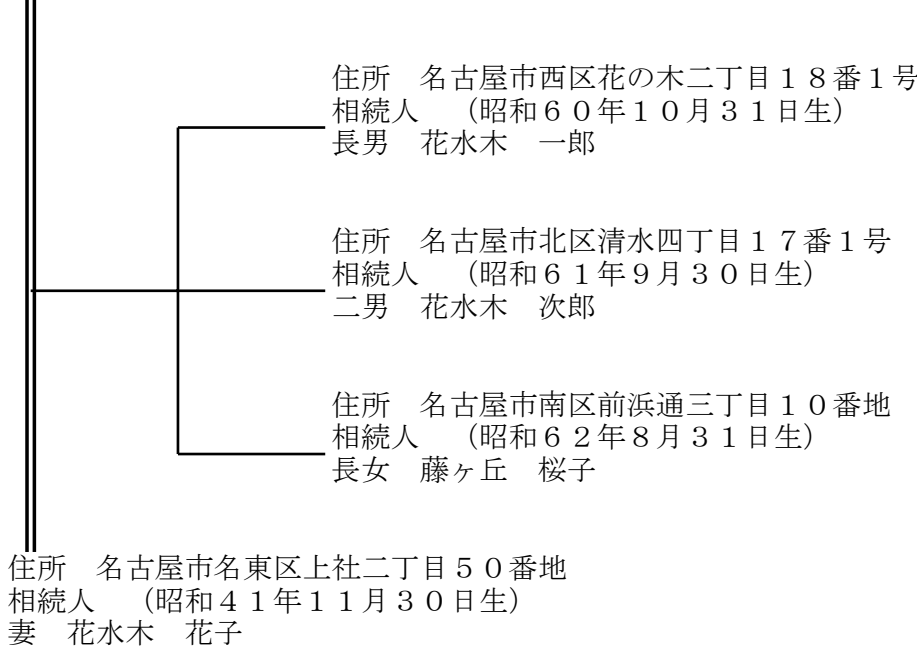 住所　名古屋市西区花の木二丁目１８番１号
相続人　（昭和６０年１０月３１日生）
長男　花水木　一郎
住所　名古屋市北区清水四丁目１７番１号
相続人　（昭和６１年９月３０日生）
二男　花水木　次郎
住所　名古屋市南区前浜通三丁目１０番地
相続人　（昭和６２年８月３１日生）
長女　藤ヶ丘　桜子
住所　名古屋市名東区上社二丁目５０番地
相続人　（昭和４１年１１月３０日生）
妻　花水木　花子